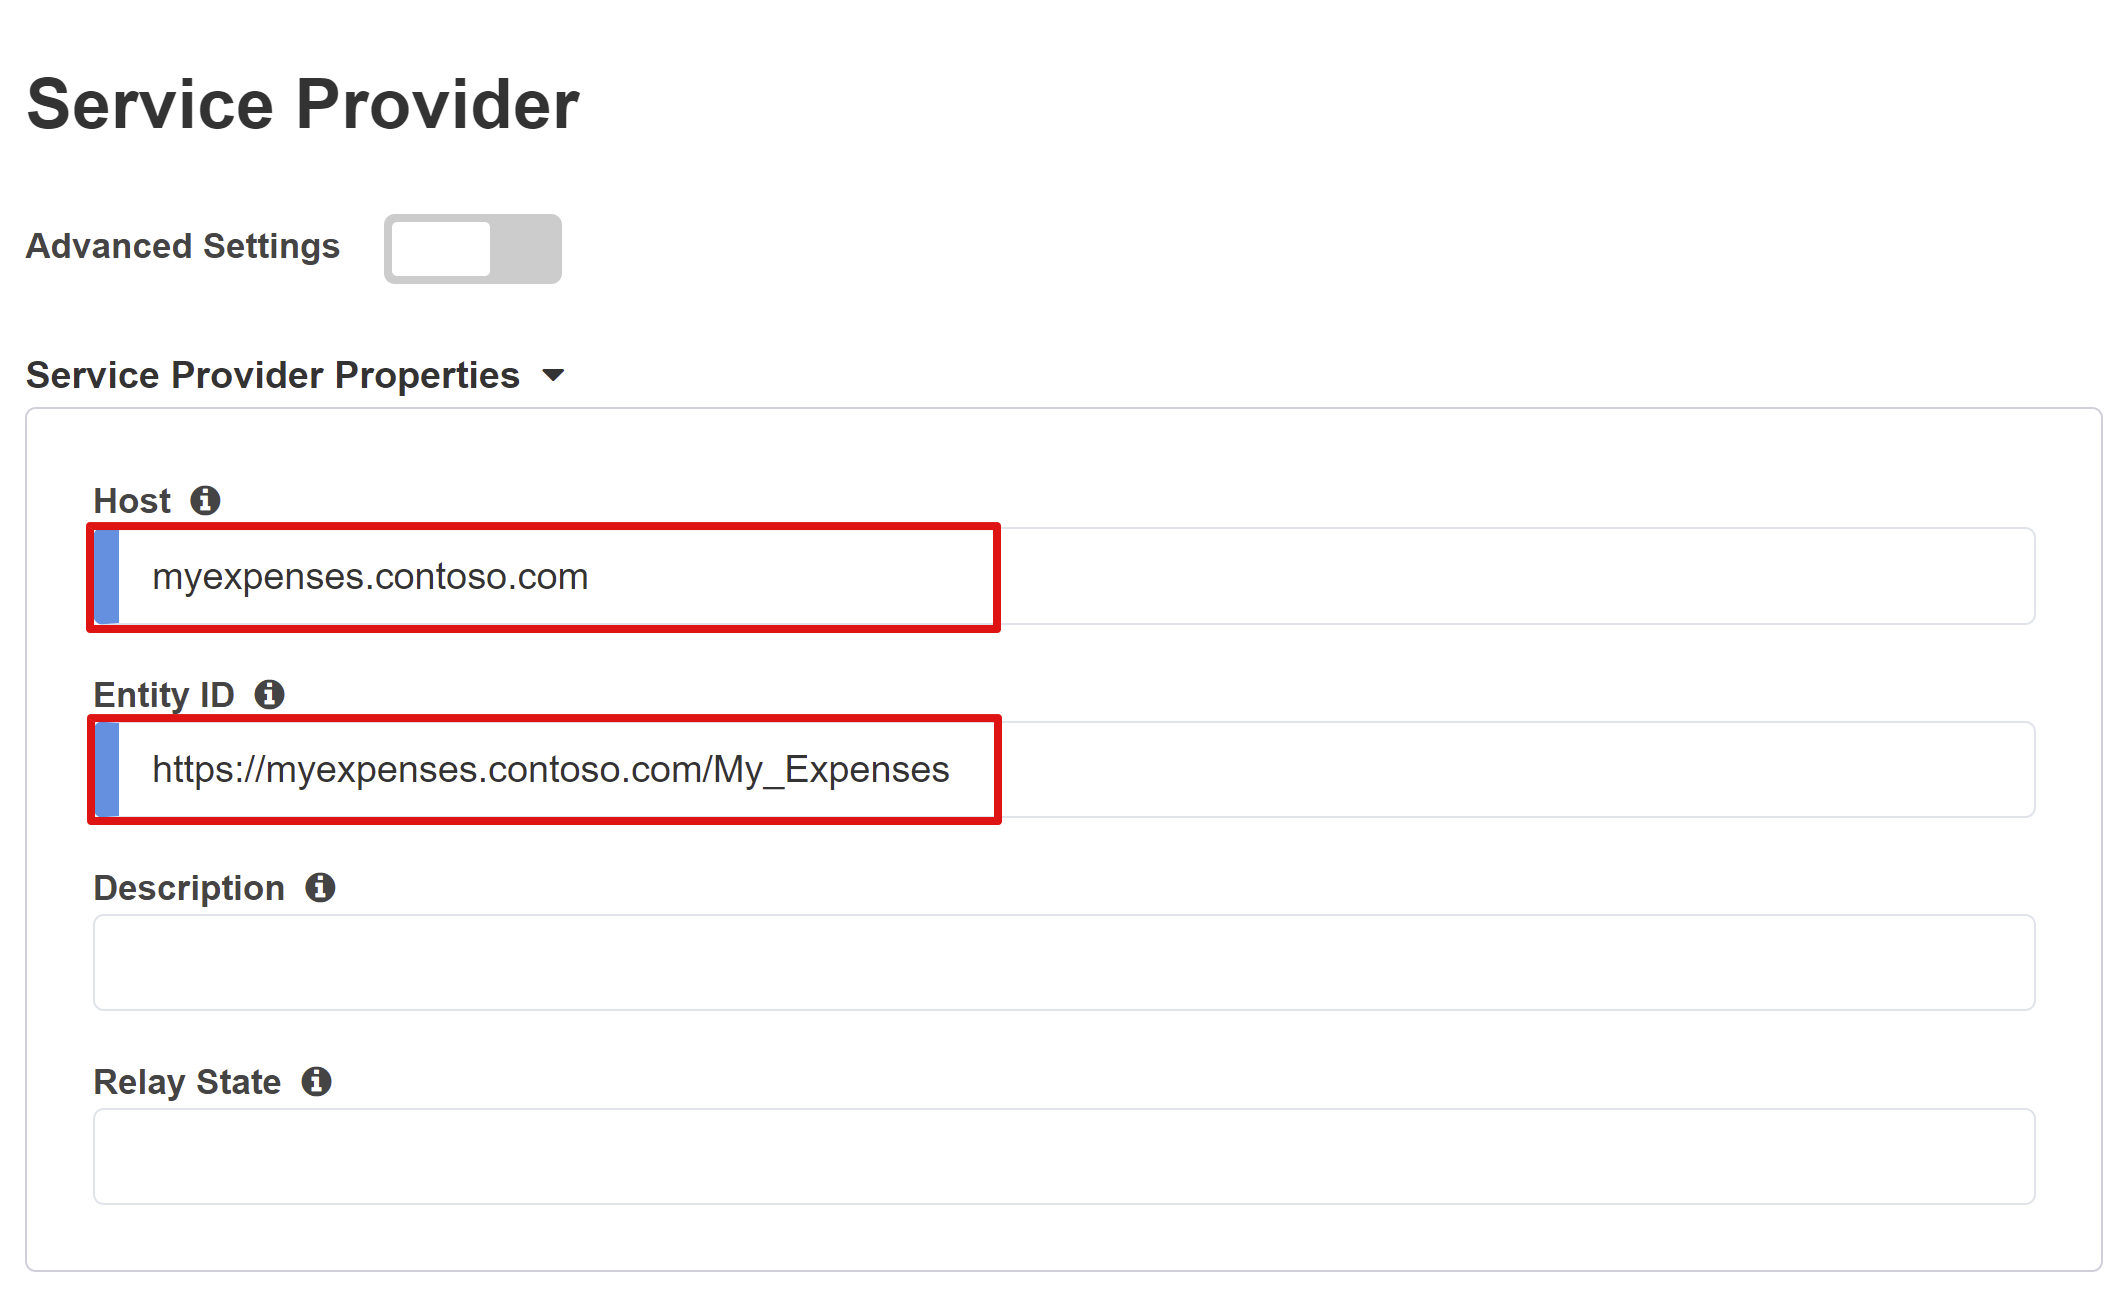 Service Provider
Advanced Settings
Service Provider Properties
Host
myexpenses.contoso.com
Entity ID
https://myexpenses.contoso.com/My_Expenses
Description
Relay State